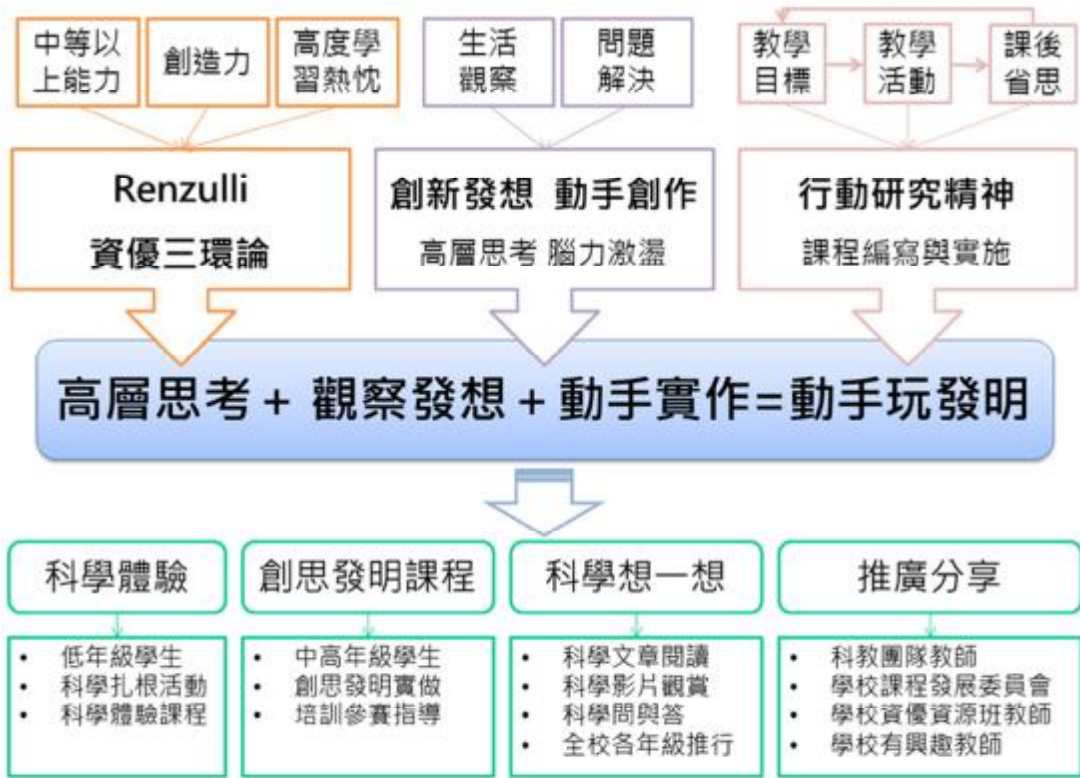 中等以
上能力
創造力
高度學
習熱忱
生活
觀察
問題
解決
教學
目標
教學
活動
課後
省思
Renzulli
資優三環論
創新發想 動手創作
高層思考 腦力激盪
行動研究精神
課程編寫與實施
高層思考+ 觀察發想+動手實作=動手玩發明
科學體驗
• 低年級學生
• 科學扎根活動
• 科學體驗課程
創思發明課程
• 中高年級學生
• 創思發明實做
• 培訓參賽指導
科學想一想
• 科學文章閱讀
• 科學影片觀賞
• 科學問與答
• 全校各年級推行
推廣分享
• 科教團隊教師
• 學校課程發展委員會
• 學校資優資源班教師
• 學校有興趣教師